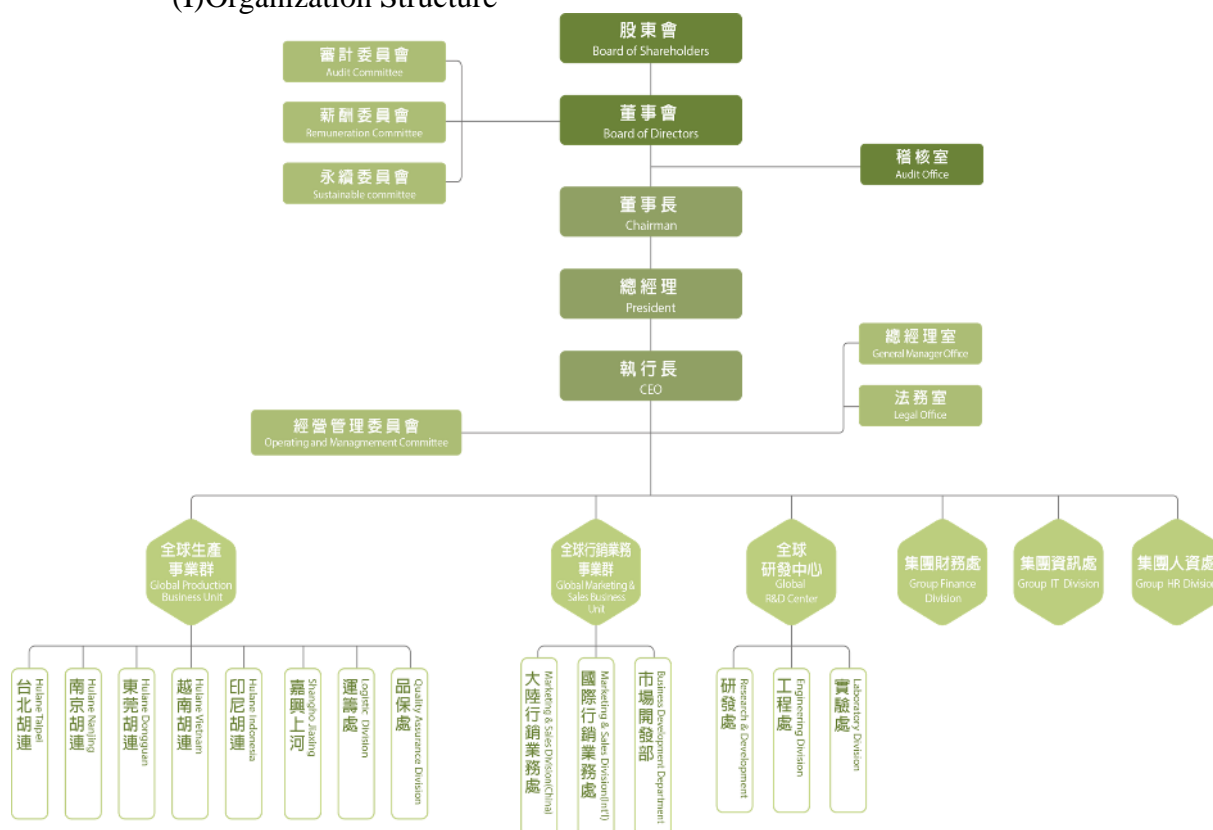 (I)Organization Structure
股東會
Board of Shareholders
審計委員會
Audit Committee
薪酬委員會
Remuneration Committee
永續委員會
Sustainable committee
董事會
Board of Directors
稽核室
Audit Office
董事長
Chairman
總經理
President
執行長
CEO
總經理室
General Manager Office
法務室
Legal Office
經營管理委員會
Operating and Managmement Committee
全球生產
事業群
Global Production
Business Unit
全球行銷業務
事業群
Global Marketing &
Sales Business
Unit
全球
研發中心
Global
R&D Center
集團財務處
Group Finance
Division
集團資訊處
Group IT Division
集團人資處
Group HR Division
台北胡連
Hulane Taipei
南京胡連
Hulane Nanjing
東莞胡連
Hulane Dongguan
越南胡連
Hulane Vietnam
印尼胡連
Hulane Indonesia
嘉興上河
Shangho Jiaxing
運籌處
Logistic Division
品保處
Quality Assurance Division
大陸行銷業務處
Marketing & Sales Division(China)
國際行銷業務處
Marketing & Sales Division(Int'l)
市場開發部
Business Development Department
研發處
Research & Development
工程處
Engineering Division
實驗處
Laboratory Division